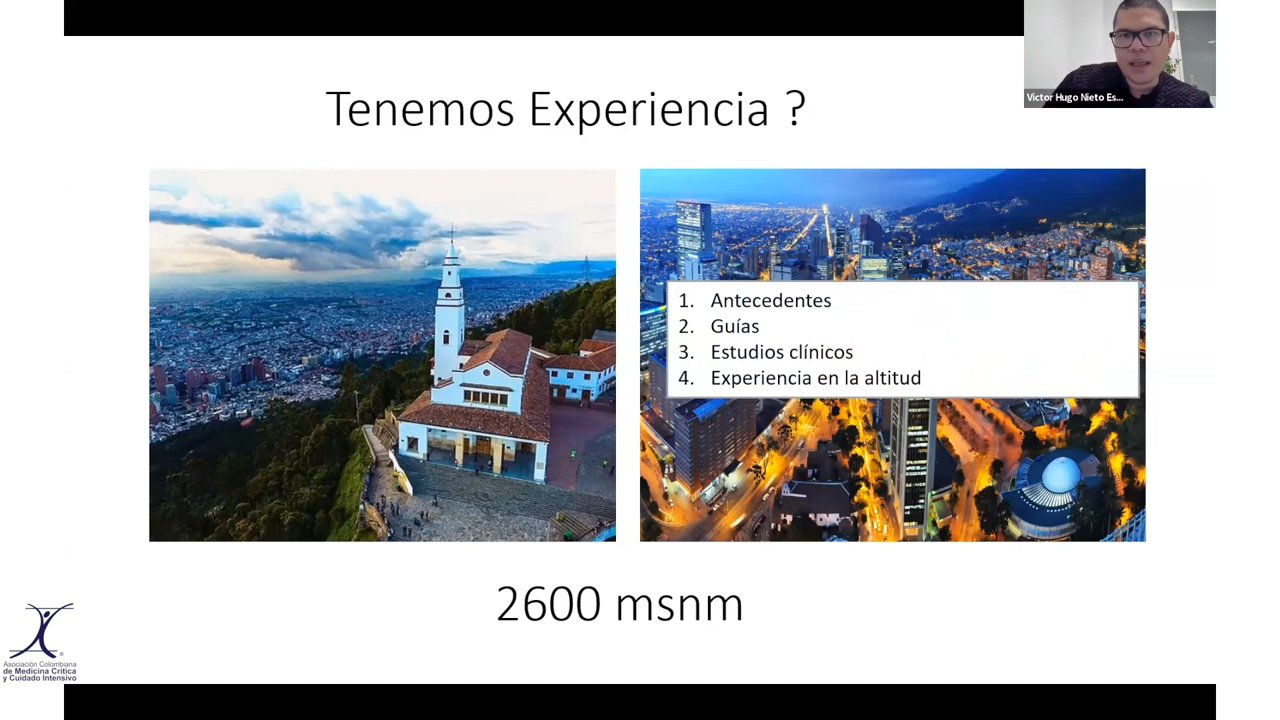 Tenemos Experiencia ?
Victor Hugo Nieto Es...
1. Antecedentes
2. Guías
3. Estudios clínicos
4. Experiencia en la altitud
2600 msnm
Asociación Colombiana
de Medicina Crítica
y Cuidado Intensivo